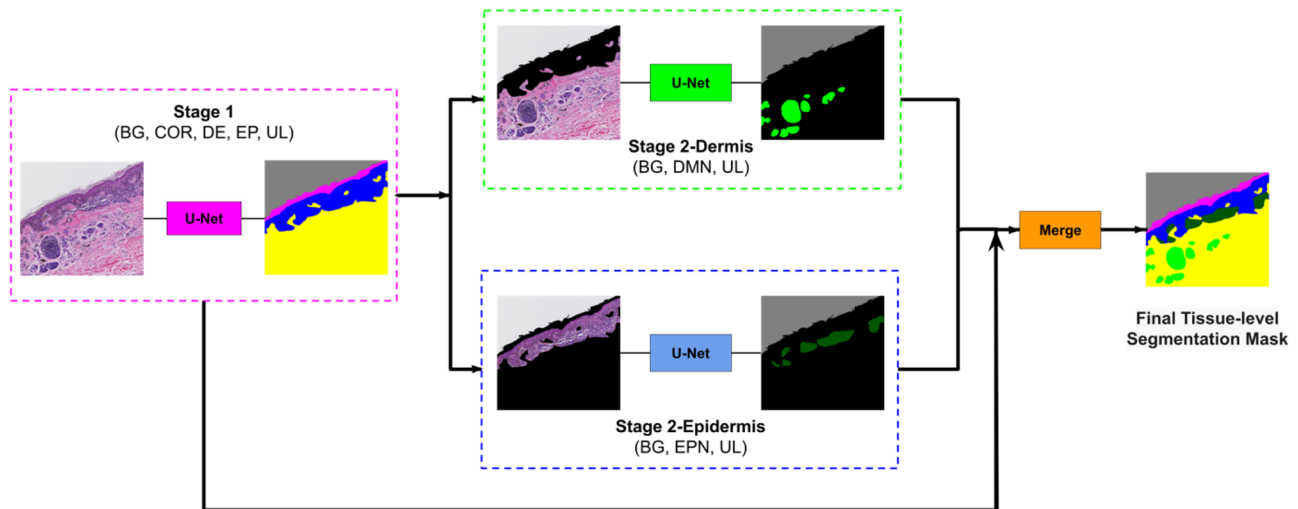 Stage 1
(BG, COR, DE, EP, UL)
U-Net
U-Net
Stage 2-Dermis
(BG, DMN, UL)
U-Net
Stage 2-Epidermis
(BG, EPN, UL)
Merge
Final Tissue-level
Segmentation Mask